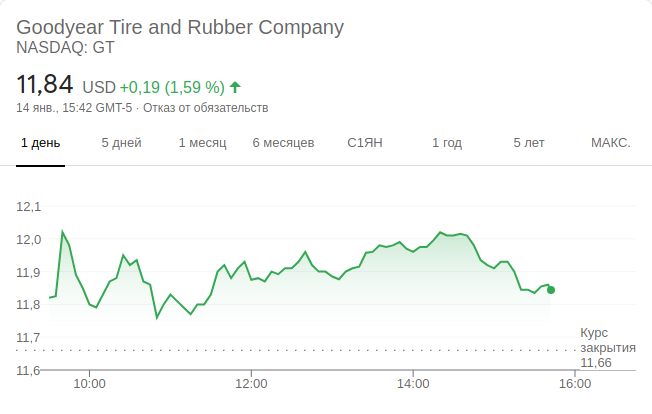 Goodyear Tire and Rubber Company
NASDAQ: GT
11,84 USD +0,19 (1,59 %)
14 янв., 15:42 GMT-5 · Отказ от обязательств
1 день 5 дней 1 месяц 6 месяцев С1ЯН 1 год 5 лет МАКС.
12,1
12,0
11,9
11,8
11,7
11,6
Курс
закрытия
11,66
10:00 12:00 14:00 16:00